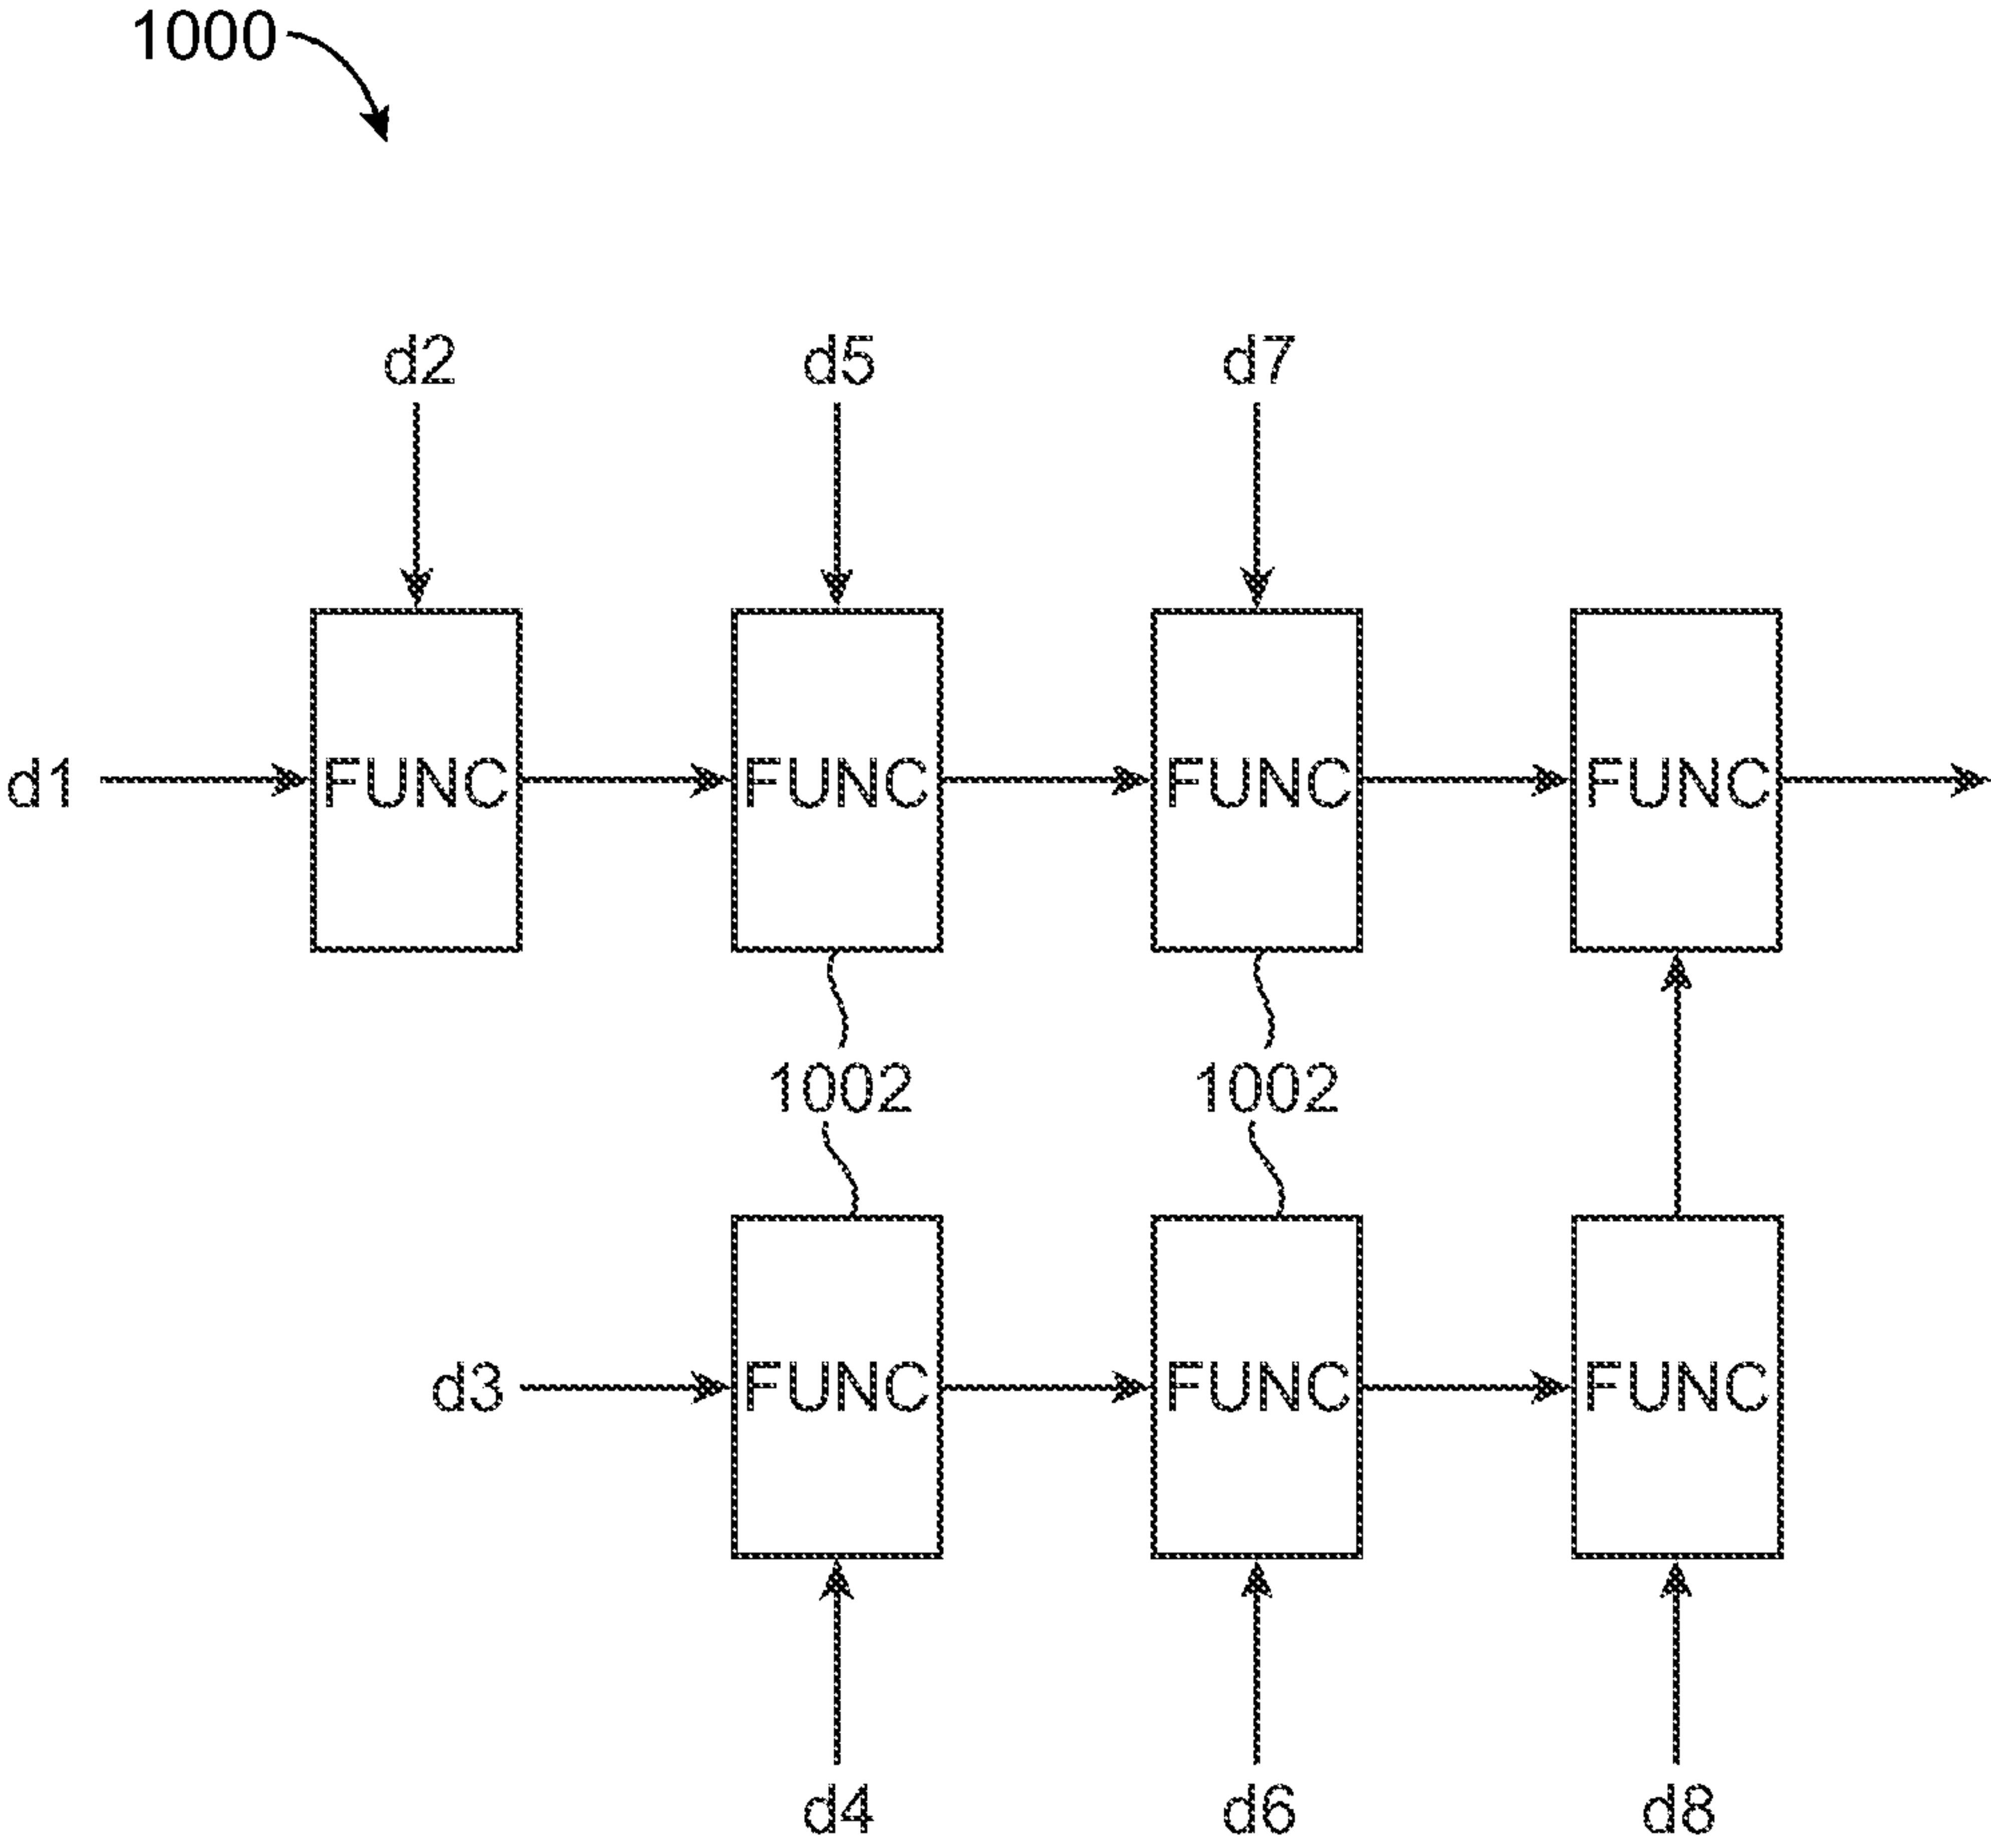 1000
d2 d5 d7
d1 FUNC FUNC FUNC FUNC
1002 1002
d3 FUNC FUNC FUNC
d4 d6 d8